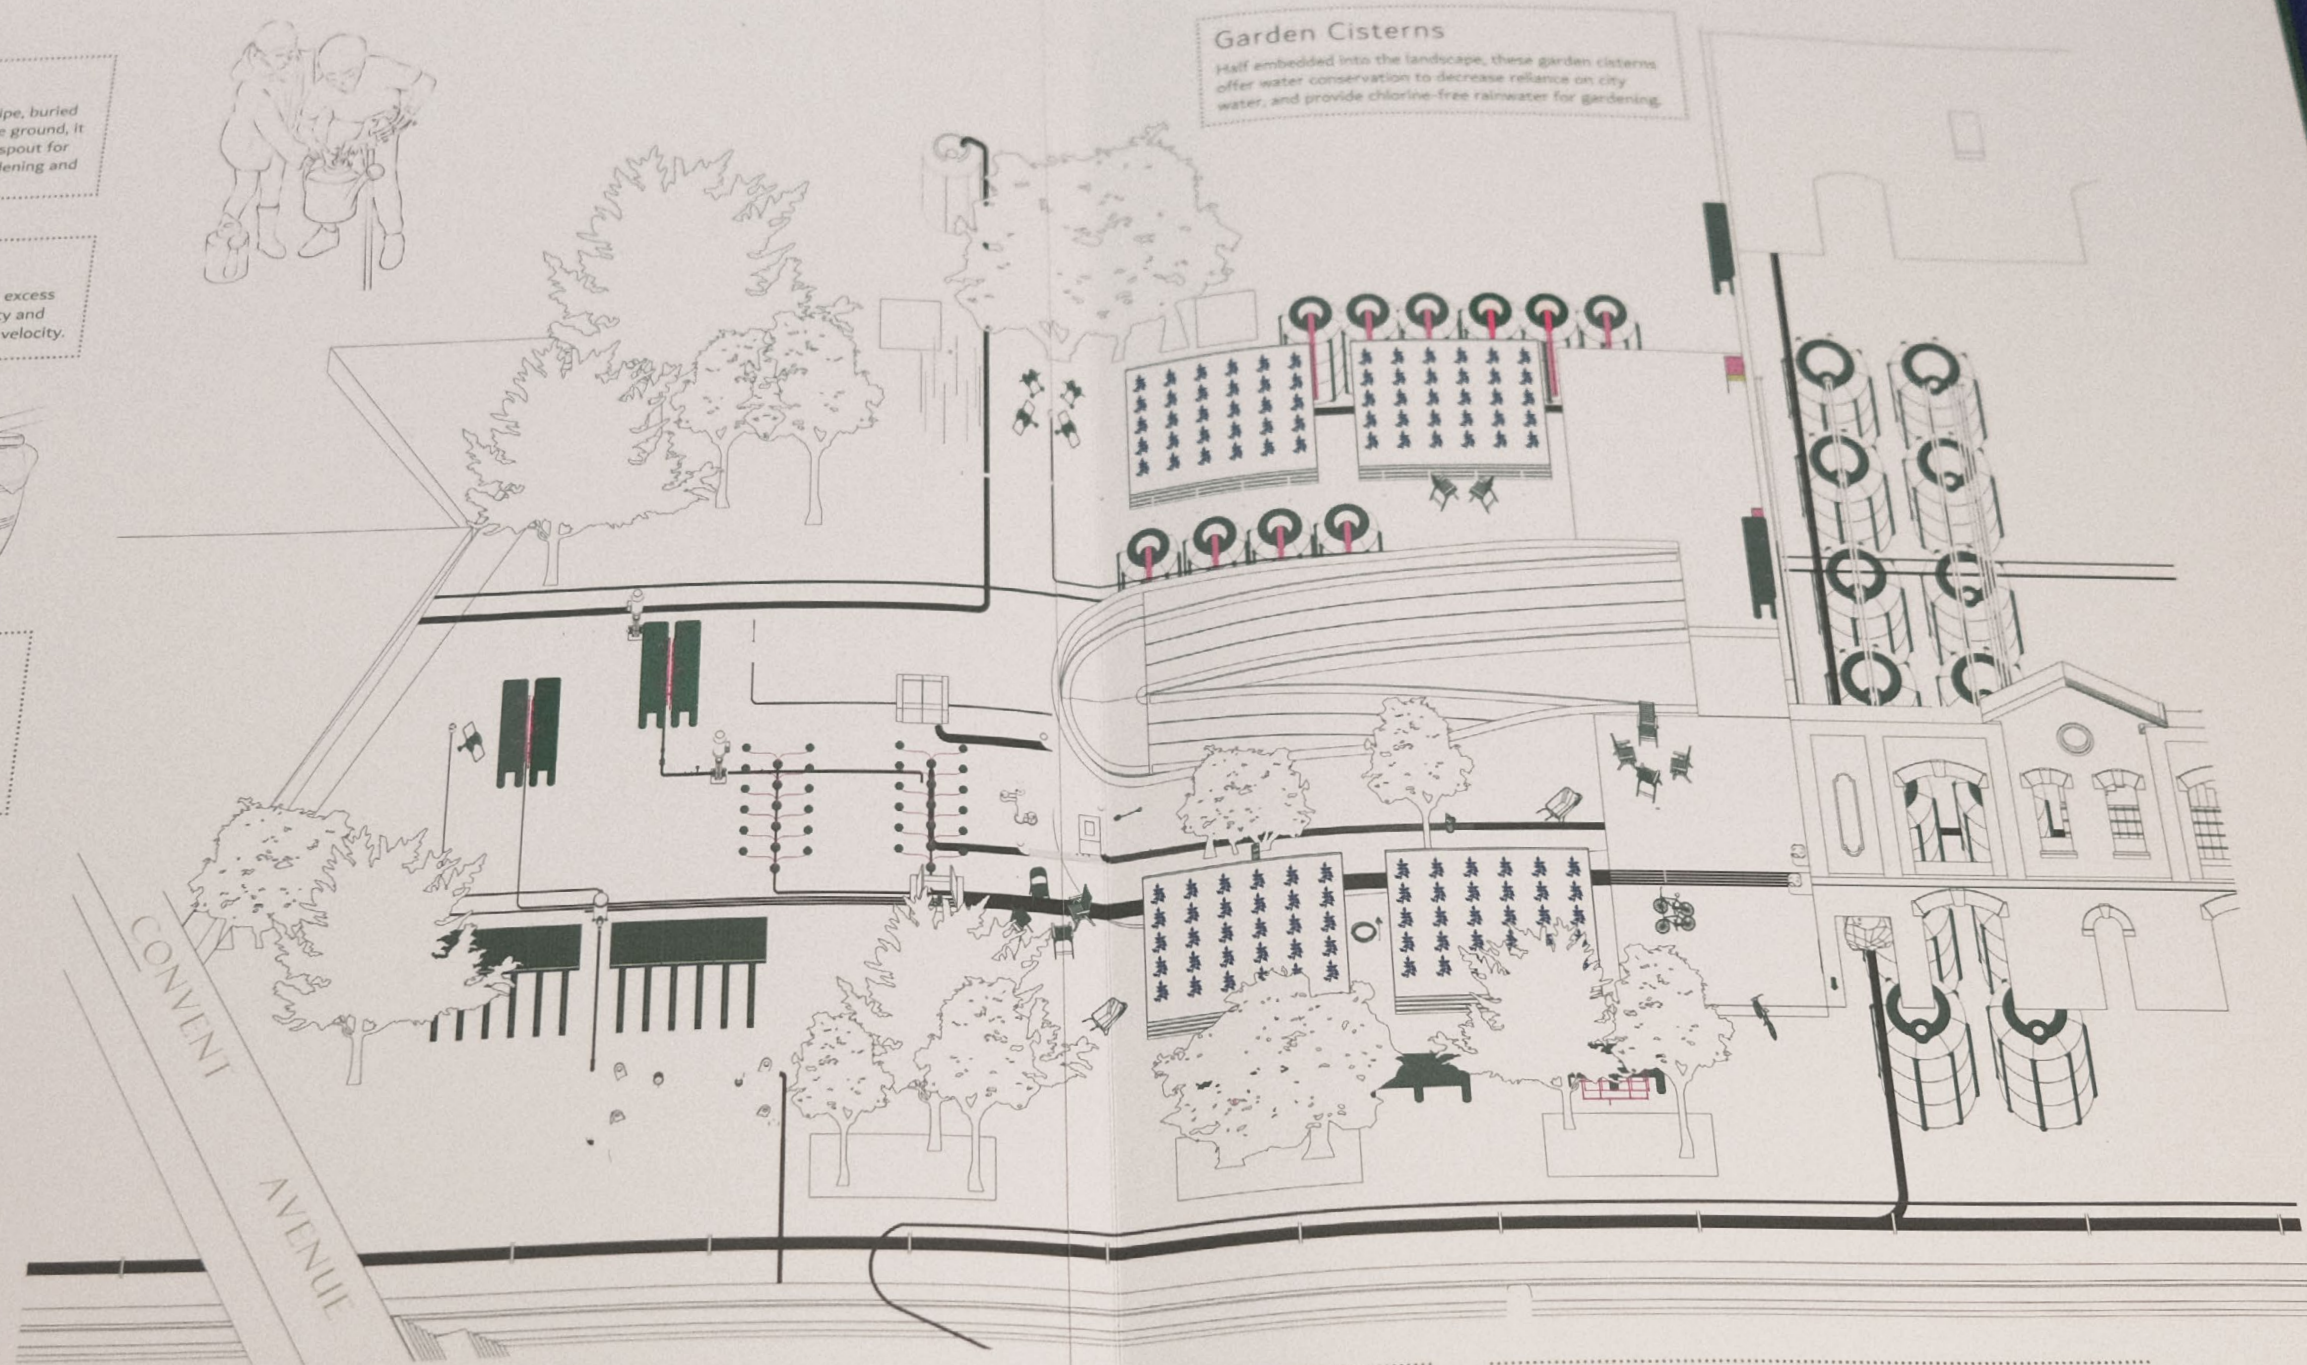 ipe, buried
e ground, it
spout for
dening and
excess
ty and
velocity.
Garden Cisterns
Half embedded into the landscape, these garden cisterns
offer water conservation to decrease reliance on city
water, and provide chlorine-free rainwater for gardening.
CONVENT
AVENUE